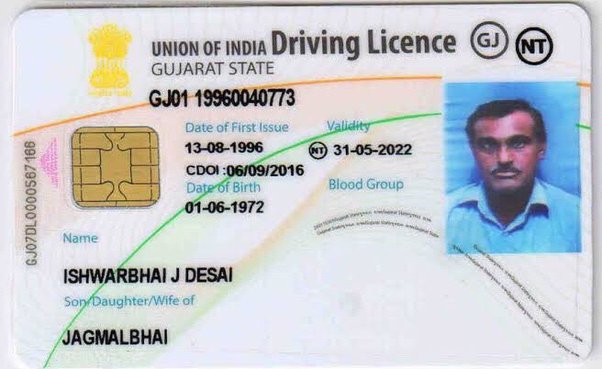 UNION OF INDIA Driving Licence GJ NT
GUJARAT STATE
GJ01 19960040773
Date of First Issue Validity
13-08-1996 NT 31-05-2022
CDOI :06/09/2016
Date of Birth Blood Group
01-06-1972
GJ07DL0000567166
Name
ISHWARBHAI J DESAI
Son/Daughter/Wife of
JAGMALBHAI